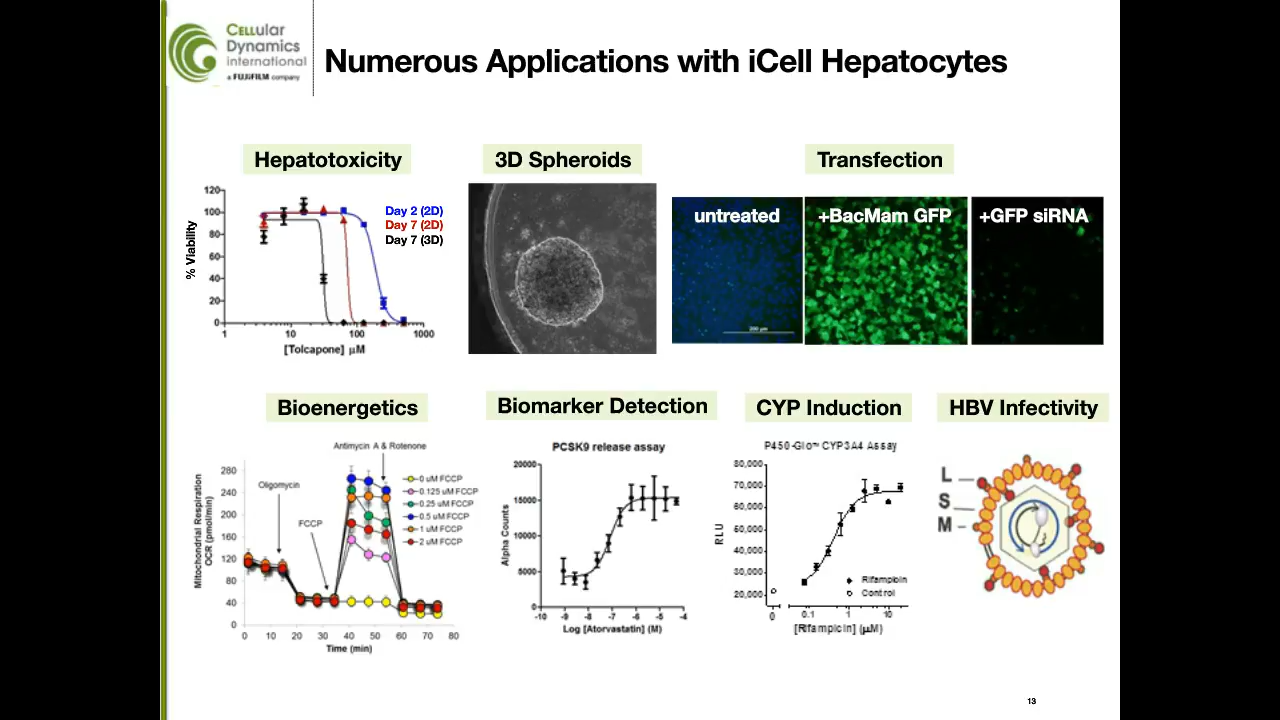 CELLular
Dynamics
international
a FUJIFILM company
Numerous Applications with iCell Hepatocytes
Hepatotoxicity
3D Spheroids
Transfection
% Viability
120
100
80
60
40
20
0
1
10
100
1000
[Tolcapone] µM
Day 2 (2D)
Day 7 (2D)
Day 7 (3D)
untreated
200 µm
+BacMam GFP
+GFP siRNA
Bioenergetics
Biomarker Detection
CYP Induction
HBV Infectivity
Antimycin A & Rotenone
Oligomycin
FCCP
Mitochondrial Respiration
OCR (pmol/min)
280
240
200
160
120
80
40
0
0 10 20 30 40 50 60 70 80
Time (min)
0 uM FCCP
0.125 uM FCCP
0.25 uM FCCP
0.5 uM FCCP
1 uM FCCP
2 uM FCCP
PCSK9 release assay
Alpha Counts
20000
15000
10000
5000
0
-10 -9 -8 -7 -6 -5 -4
Log [Atorvastatin] (M)
P450-Glo™ CYP3A4 Assay
RLU
80,000
70,000
60,000
50,000
40,000
30,000
20,000
0 0.1 1 10
[Rifampicin] (µM)
Rifampicin
Control
L
S
M
13